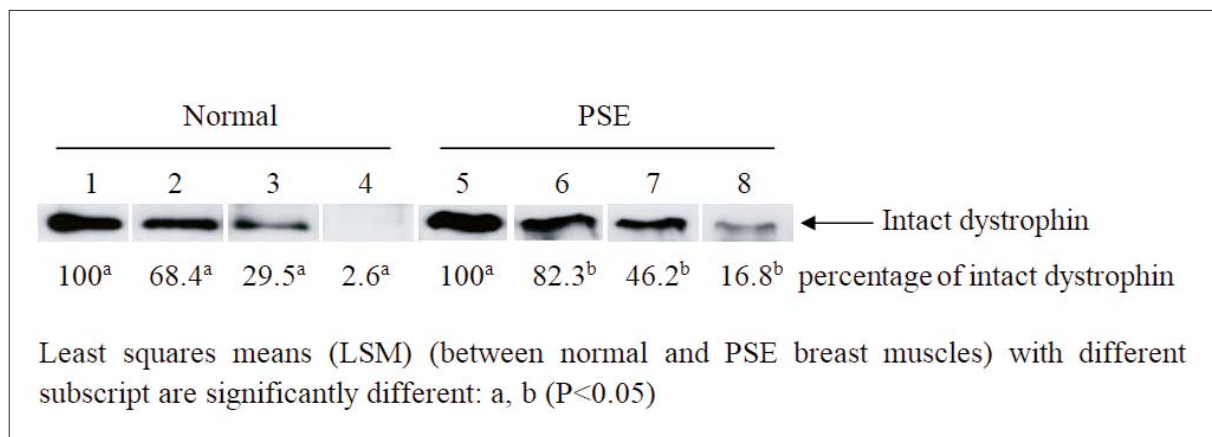 Normal PSE
1 2 3 4 5 6 7 8
Intact dystrophin
100ᵃ 68.4ᵃ 29.5ᵃ 2.6ᵃ 100ᵃ 82.3ᵇ 46.2ᵇ 16.8ᵇ percentage of intact dystrophin
Least squares means (LSM) (between normal and PSE breast muscles) with different
subscript are significantly different: a, b (P<0.05)